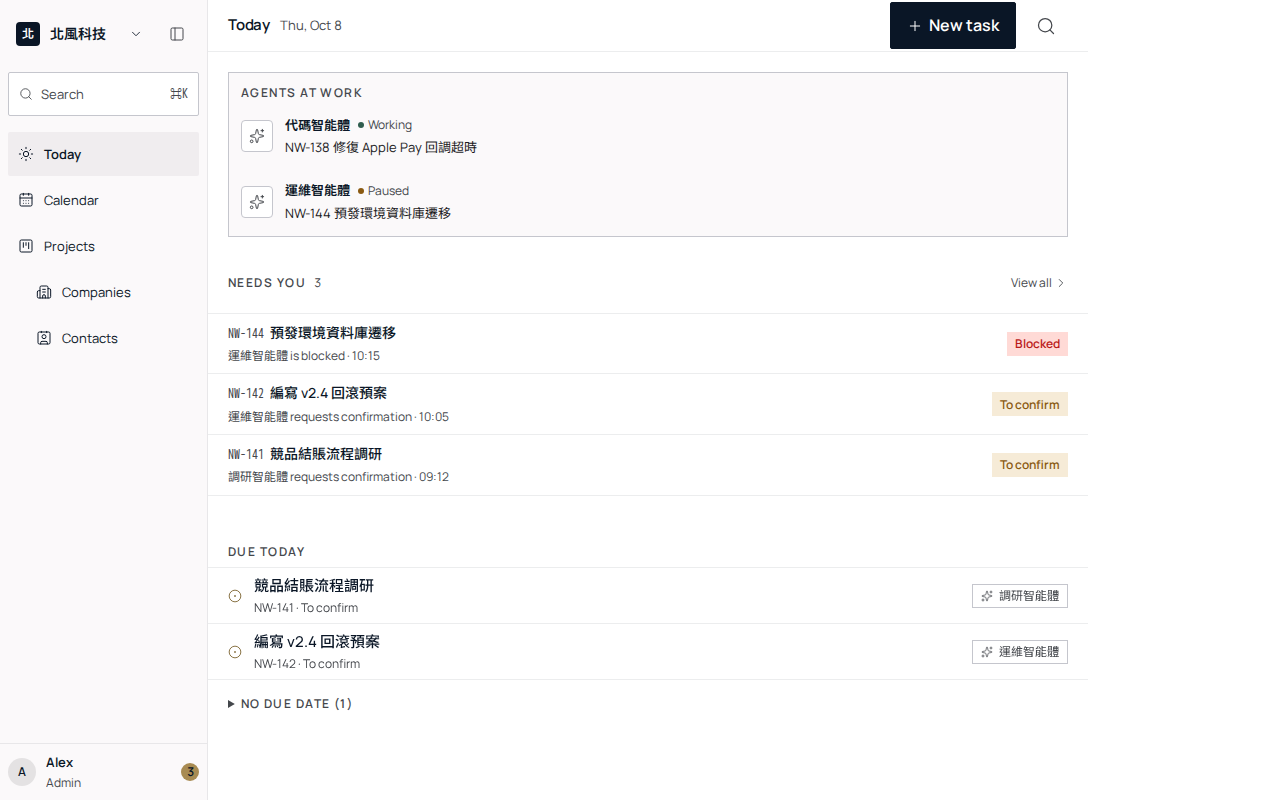 北 北風科技
Search ⌘K
Today
Calendar
Projects
Companies
Contacts
A Alex
Admin
3
Today Thu, Oct 8
+ New task
AGENTS AT WORK
代碼智能體 Working
NW-138 修復 Apple Pay 回調超時
運維智能體 Paused
NW-144 預發環境資料庫遷移
NEEDS YOU 3
View all
NW-144 預發環境資料庫遷移
運維智能體 is blocked · 10:15
Blocked
NW-142 編寫 v2.4 回滾預案
運維智能體 requests confirmation · 10:05
To confirm
NW-141 競品結賬流程調研
調研智能體 requests confirmation · 09:12
To confirm
DUE TODAY
競品結賬流程調研
NW-141 · To confirm
調研智能體
編寫 v2.4 回滾預案
NW-142 · To confirm
運維智能體
NO DUE DATE (1)